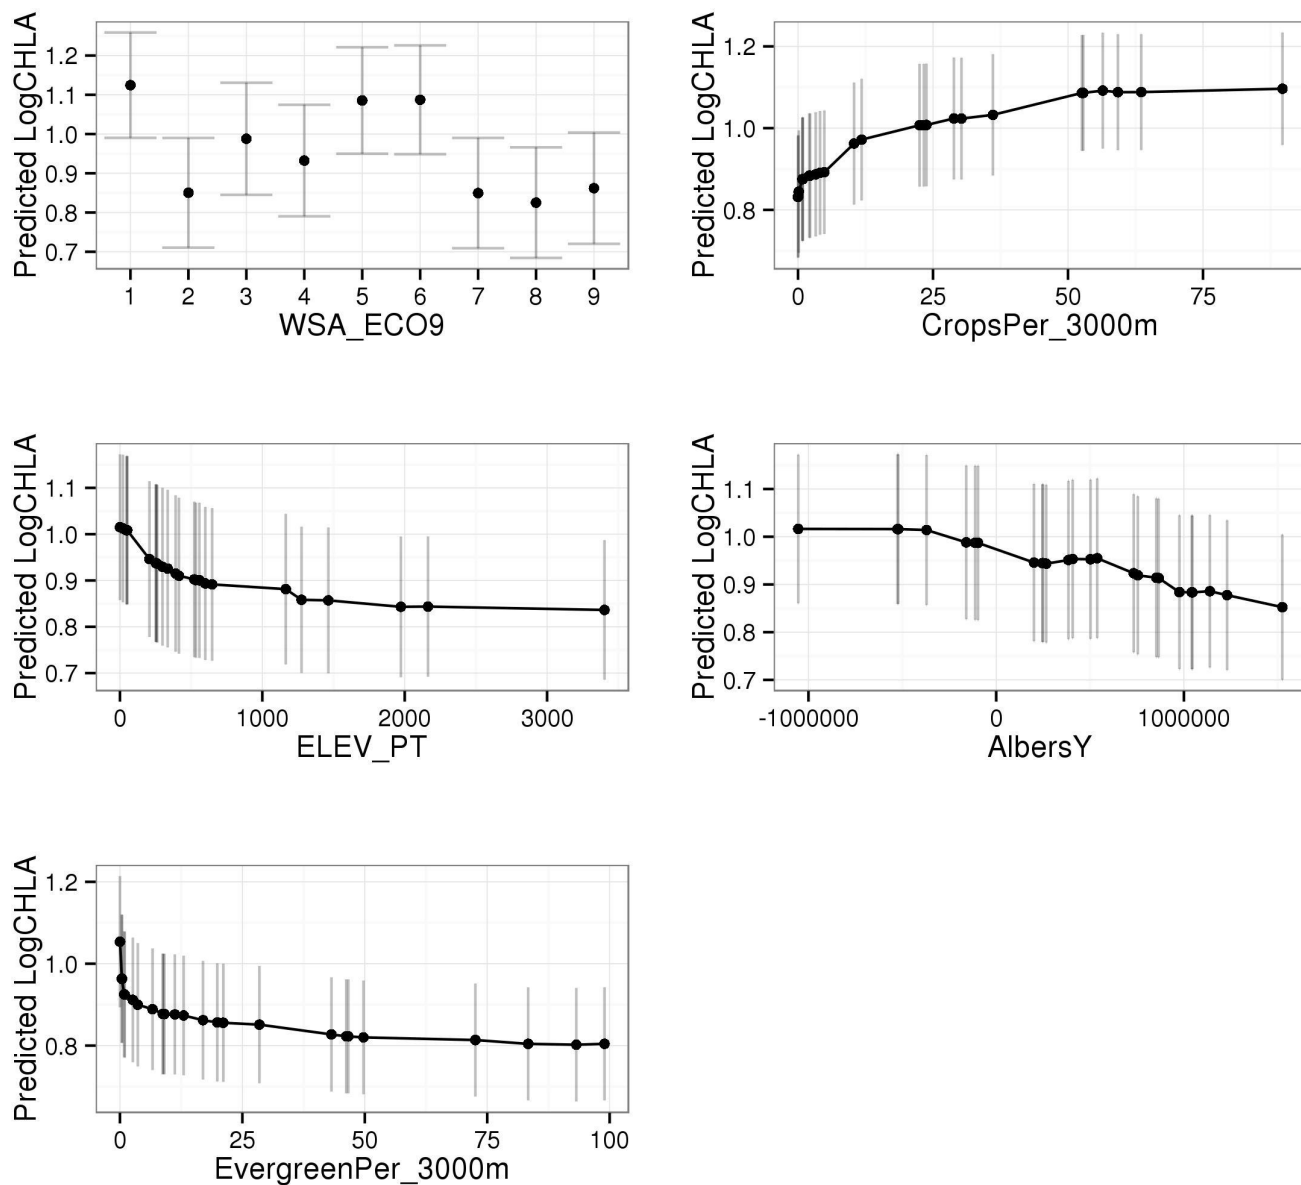 Predicted LogCHLA
1.2
1.1
1.0
0.9
0.8
0.7
1 2 3 4 5 6 7 8 9
WSA_ECO9
Predicted LogCHLA
1.2
1.0
0.8
0 25 50 75
CropsPer_3000m
Predicted LogCHLA
1.1
1.0
0.9
0.8
0.7
0 1000 2000 3000
ELEV_PT
Predicted LogCHLA
1.1
1.0
0.9
0.8
0.7
-1000000 0 1000000
AlbersY
Predicted LogCHLA
1.2
1.0
0.8
0 25 50 75 100
EvergreenPer_3000m